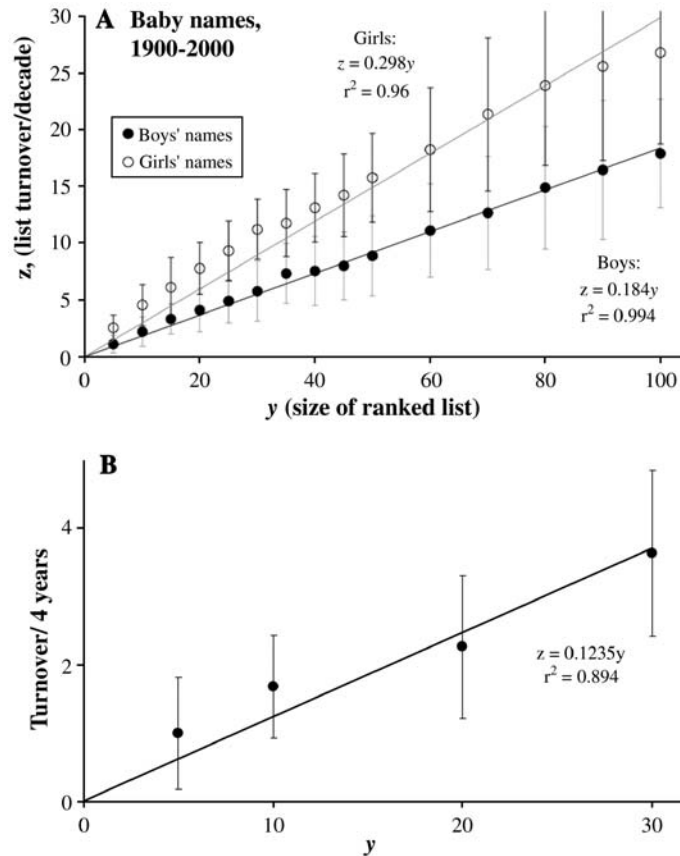 A Baby names,
1900-2000
Girls:
z = 0.298y
r² = 0.96
Boys' names
Girls' names
Boys:
z = 0.184y
r² = 0.994
z, (list turnover/decade)
30
25
20
15
10
5
0
0 20 40 60 80 100
y (size of ranked list)
B
z = 0.1235y
r² = 0.894
Turnover/ 4 years
4
2
0
0 10 20 30
y